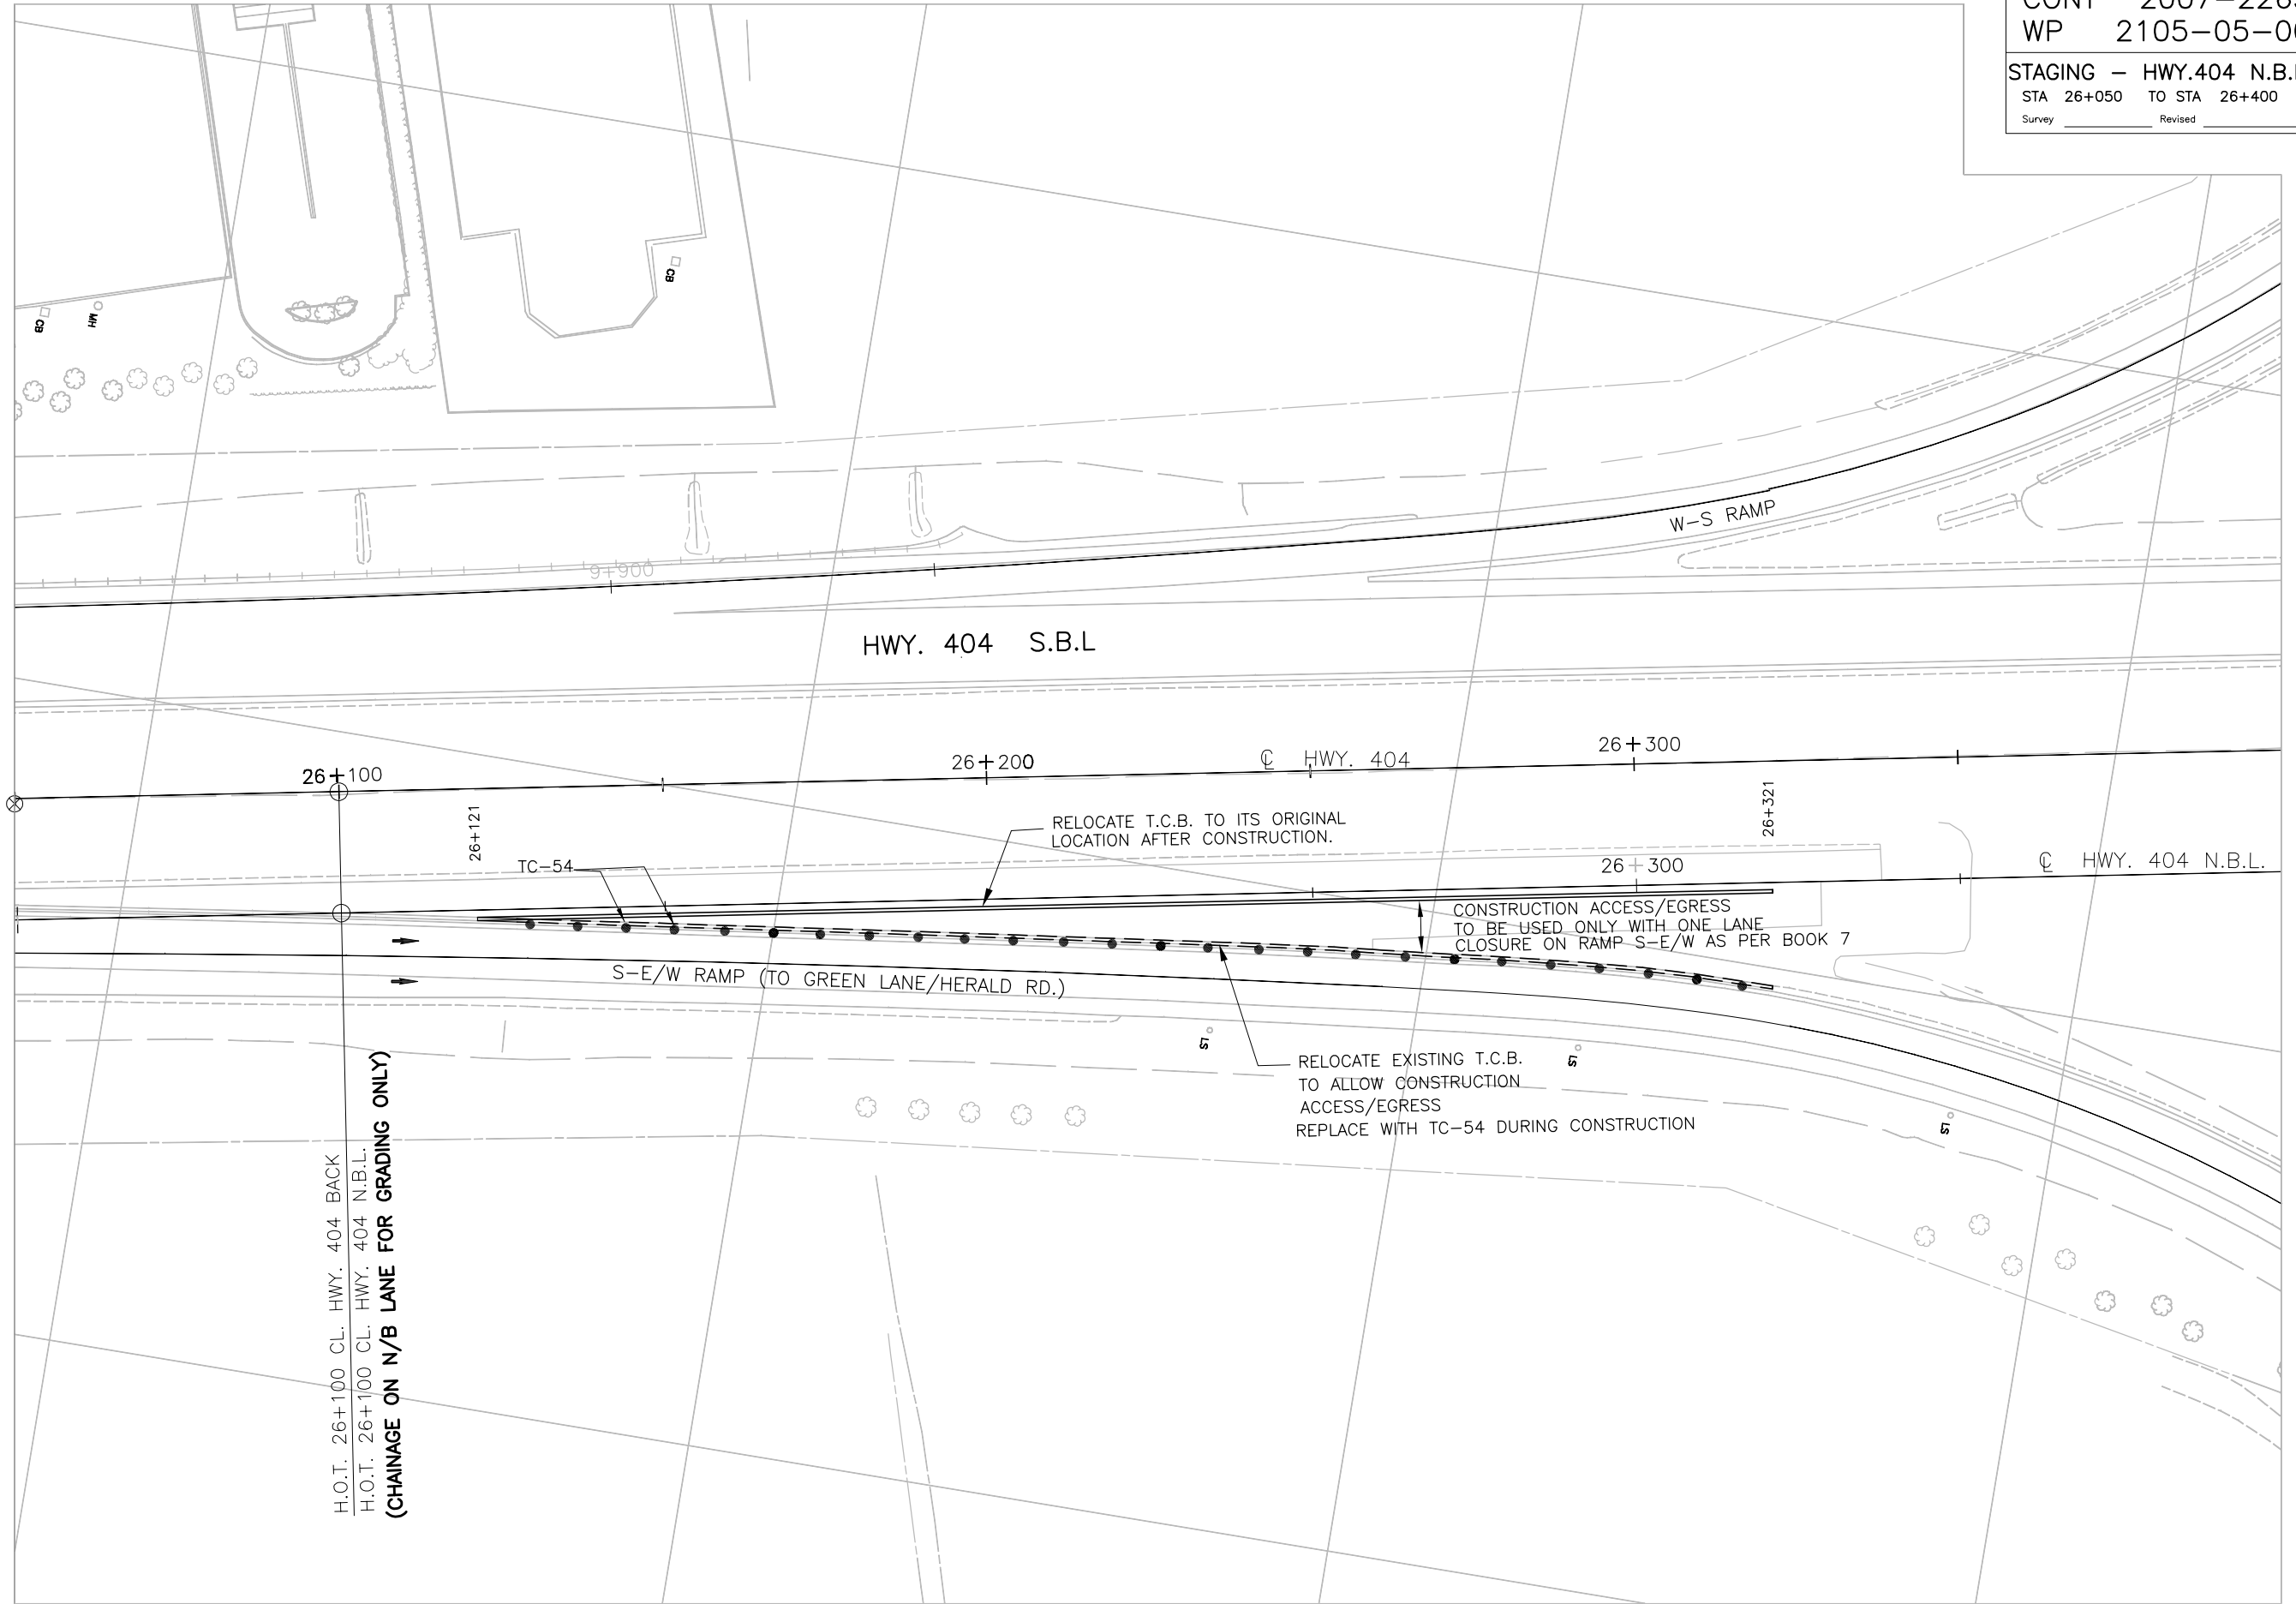 WP 2105-05-0
STAGING - HWY.404 N.B.
STA 26+050 TO STA 26+400
Survey Revised
CB
CB
MH
W-S RAMP
9+900
HWY. 404 S.B.L
26+100
26+200
℄ HWY. 404
26+300
26+121
26+321
RELOCATE T.C.B. TO ITS ORIGINAL
LOCATION AFTER CONSTRUCTION.
TC-54
26+300
℄ HWY. 404 N.B.L.
CONSTRUCTION ACCESS/EGRESS
TO BE USED ONLY WITH ONE LANE
CLOSURE ON RAMP S-E/W AS PER BOOK 7
S-E/W RAMP (TO GREEN LANE/HERALD RD.)
LS
LS
LS
RELOCATE EXISTING T.C.B.
TO ALLOW CONSTRUCTION
ACCESS/EGRESS
REPLACE WITH TC-54 DURING CONSTRUCTION
H.O.T. 26+100 CL. HWY. 404 BACK
H.O.T. 26+100 CL. HWY. 404 N.B.L.
(CHAINAGE ON N/B LANE FOR GRADING ONLY)